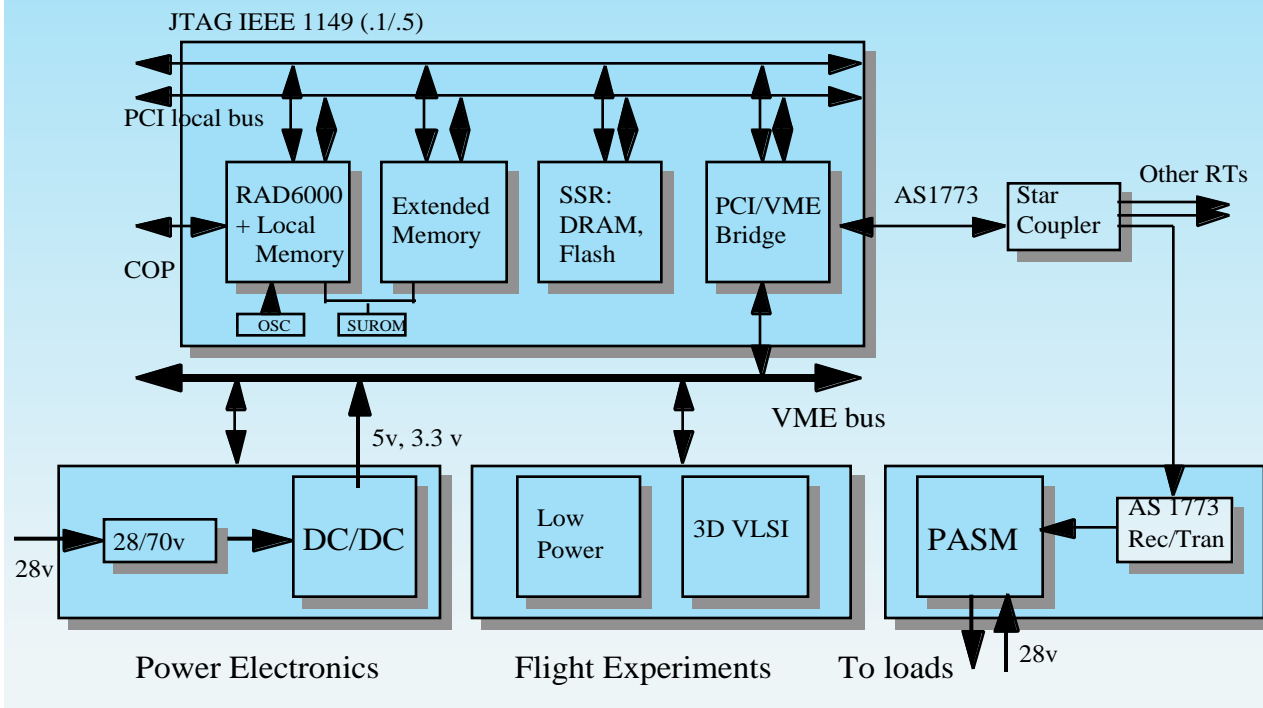 JTAG IEEE 1149 (.1/.5)
PCI local bus
RAD6000
+ Local
Memory
Extended
Memory
SSR:
DRAM,
Flash
PCI/VME
Bridge
AS1773
Star
Coupler
Other RTs
COP
OSC
SUROM
VME bus
5v, 3.3 v
28v
28/70v
DC/DC
Low
Power
3D VLSI
PASM
AS 1773
Rec/Tran
Power Electronics
Flight Experiments
To loads
28v